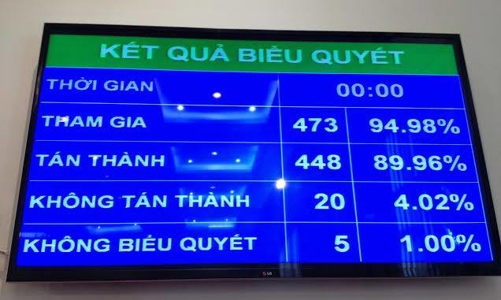 KẾT QUẢ BIỂU QUYẾT
THỜI GIAN 00:00
THAM GIA 473 94.98%
TÁN THÀNH 448 89.96%
KHÔNG TÁN THÀNH 20 4.02%
KHÔNG BIỂU QUYẾT 5 1.00%
LG